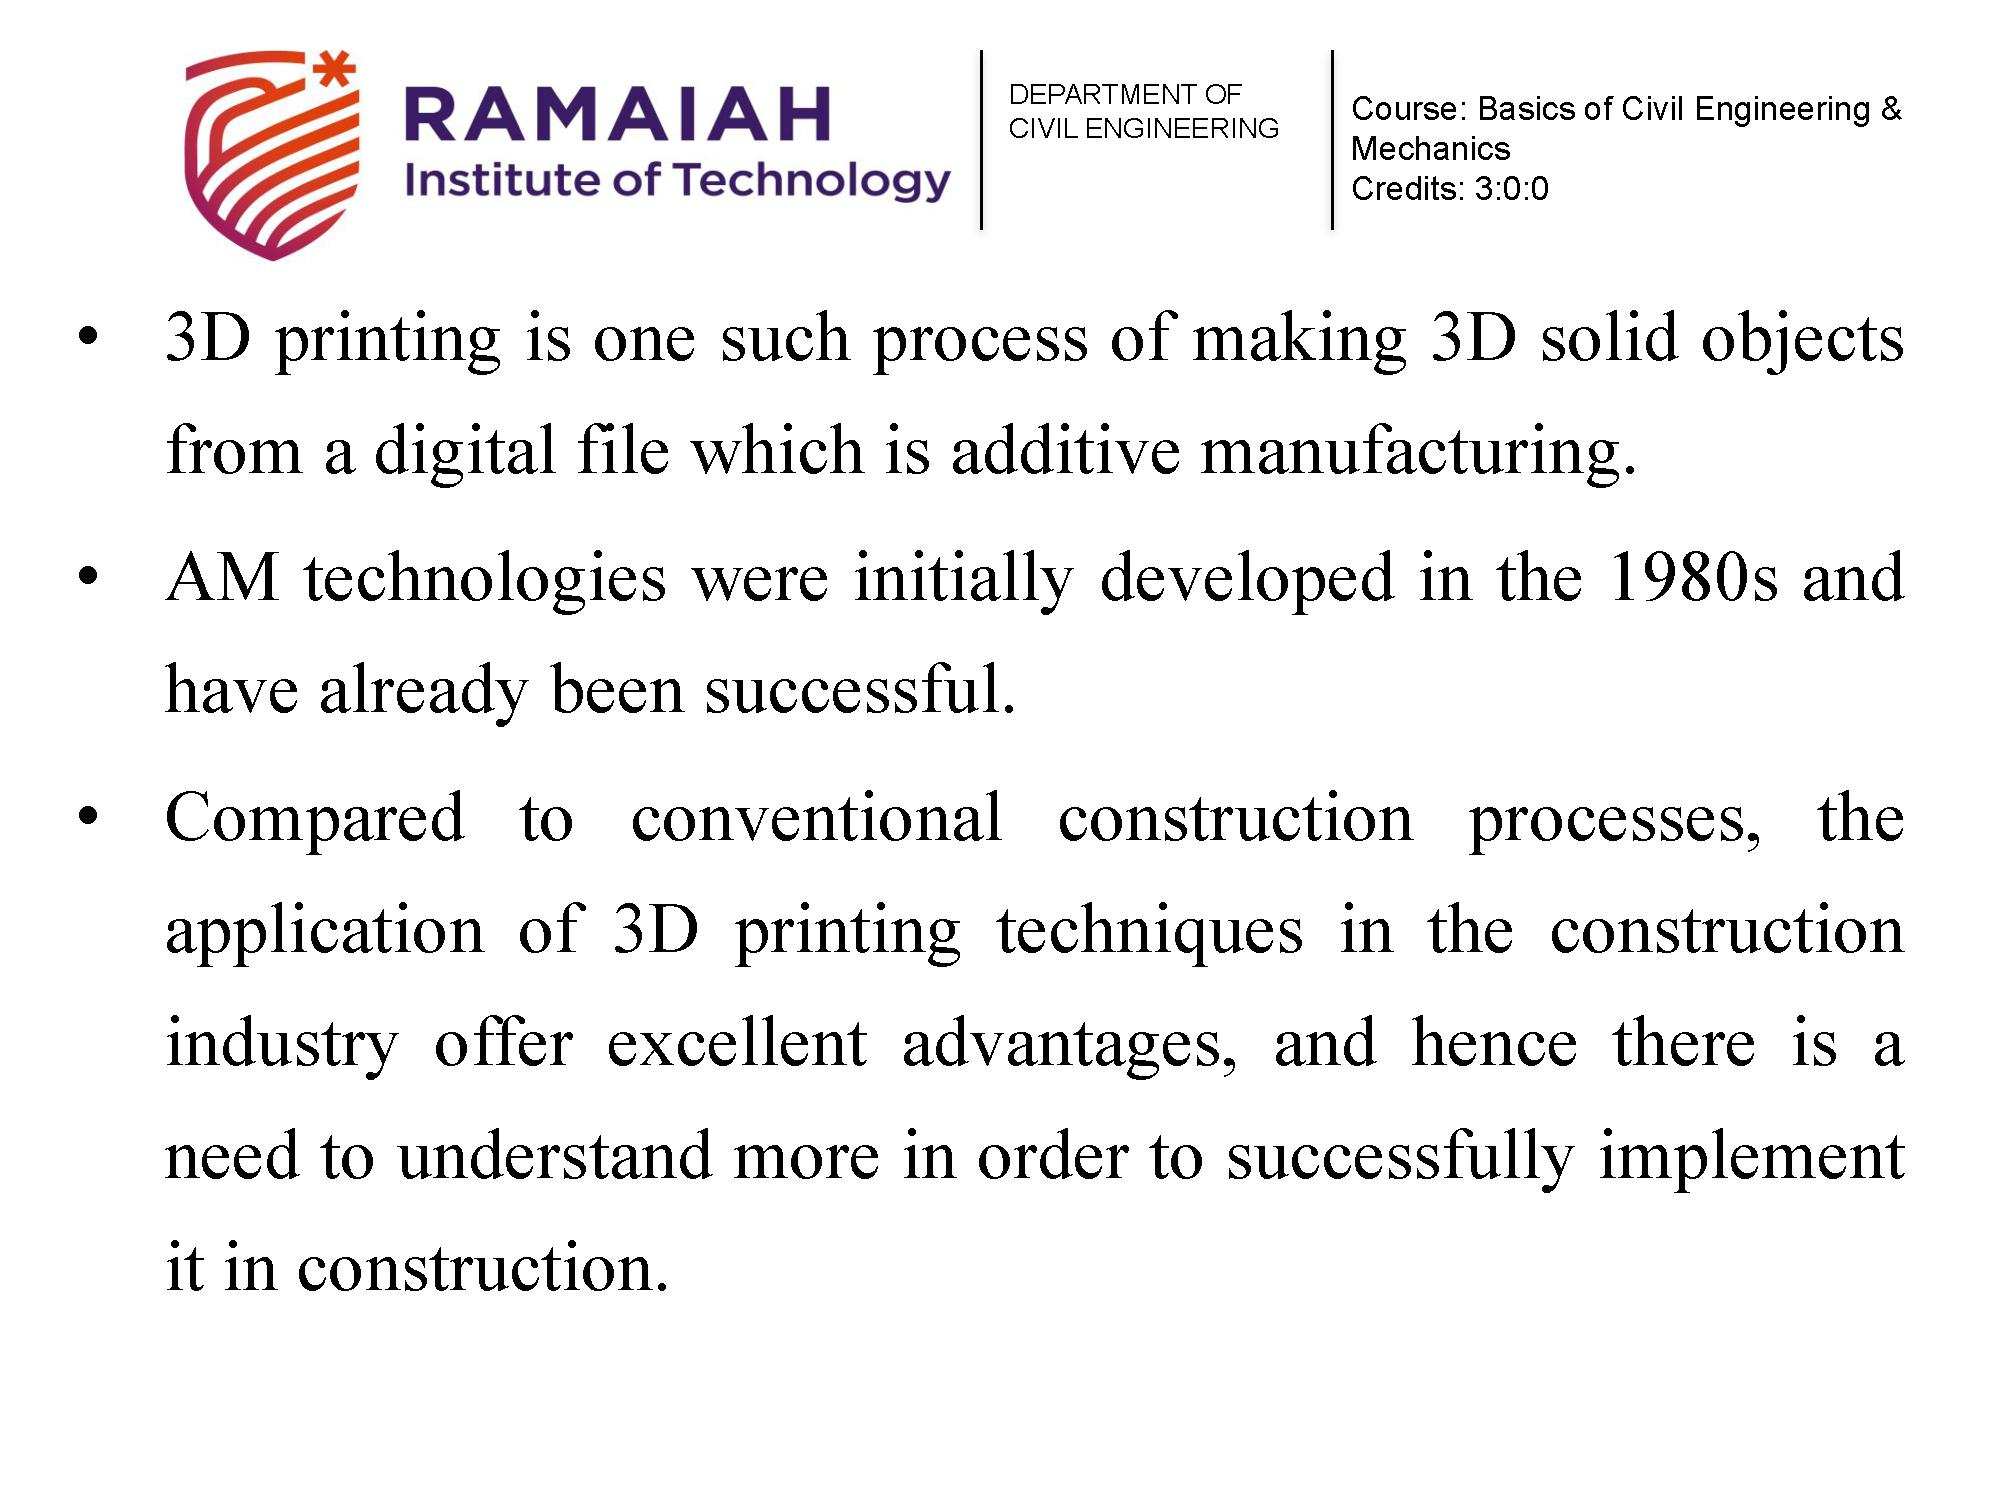 RAMAIAH
Institute of Technology
DEPARTMENT OF
CIVIL ENGINEERING
Course: Basics of Civil Engineering &
Mechanics
Credits: 3:0:0
• 3D printing is one such process of making 3D solid objects
from a digital file which is additive manufacturing.
• AM technologies were initially developed in the 1980s and
have already been successful.
• Compared to conventional construction processes, the
application of 3D printing techniques in the construction
industry offer excellent advantages, and hence there is a
need to understand more in order to successfully implement
it in construction.